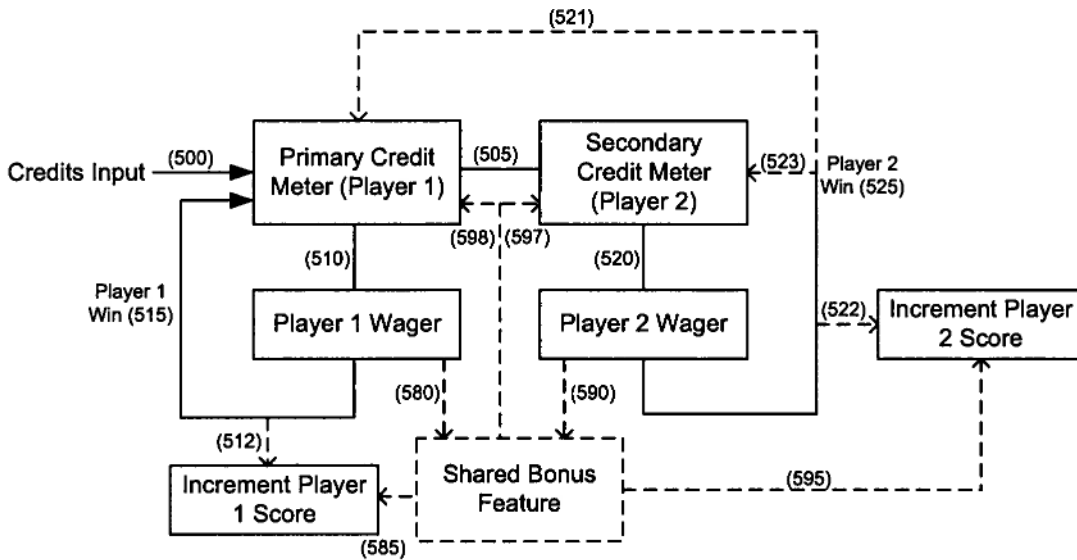 (521)
Credits Input
(500)
Primary Credit
Meter (Player 1)
(505)
Secondary
Credit Meter
(Player 2)
(523)
Player 2
Win (525)
(598)
(597)
(510)
(520)
Player 1
Win (515)
Player 1 Wager
Player 2 Wager
(522)
Increment Player
2 Score
(580)
(590)
(512)
Increment Player
1 Score
Shared Bonus
Feature
(595)
(585)